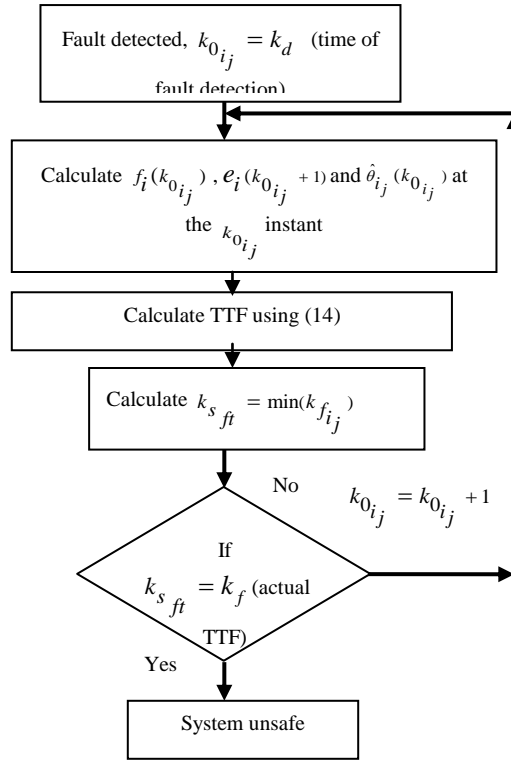 Fault detected, k_{0_{i_j}} = k_d (time of
fault detection)
Calculate f_i(k_{0_{i_j}}) , e_i(k_{0_{i_j}} + 1) and θ̂_{i_j}(k_{0_{i_j}}) at
the k_{0_{i_j}} instant
Calculate TTF using (14)
Calculate k_{s_{ft}} = min(k_{f_{i_j}})
No
k_{0_{i_j}} = k_{0_{i_j}} + 1
If
k_{s_{ft}} = k_f (actual
TTF)
Yes
System unsafe